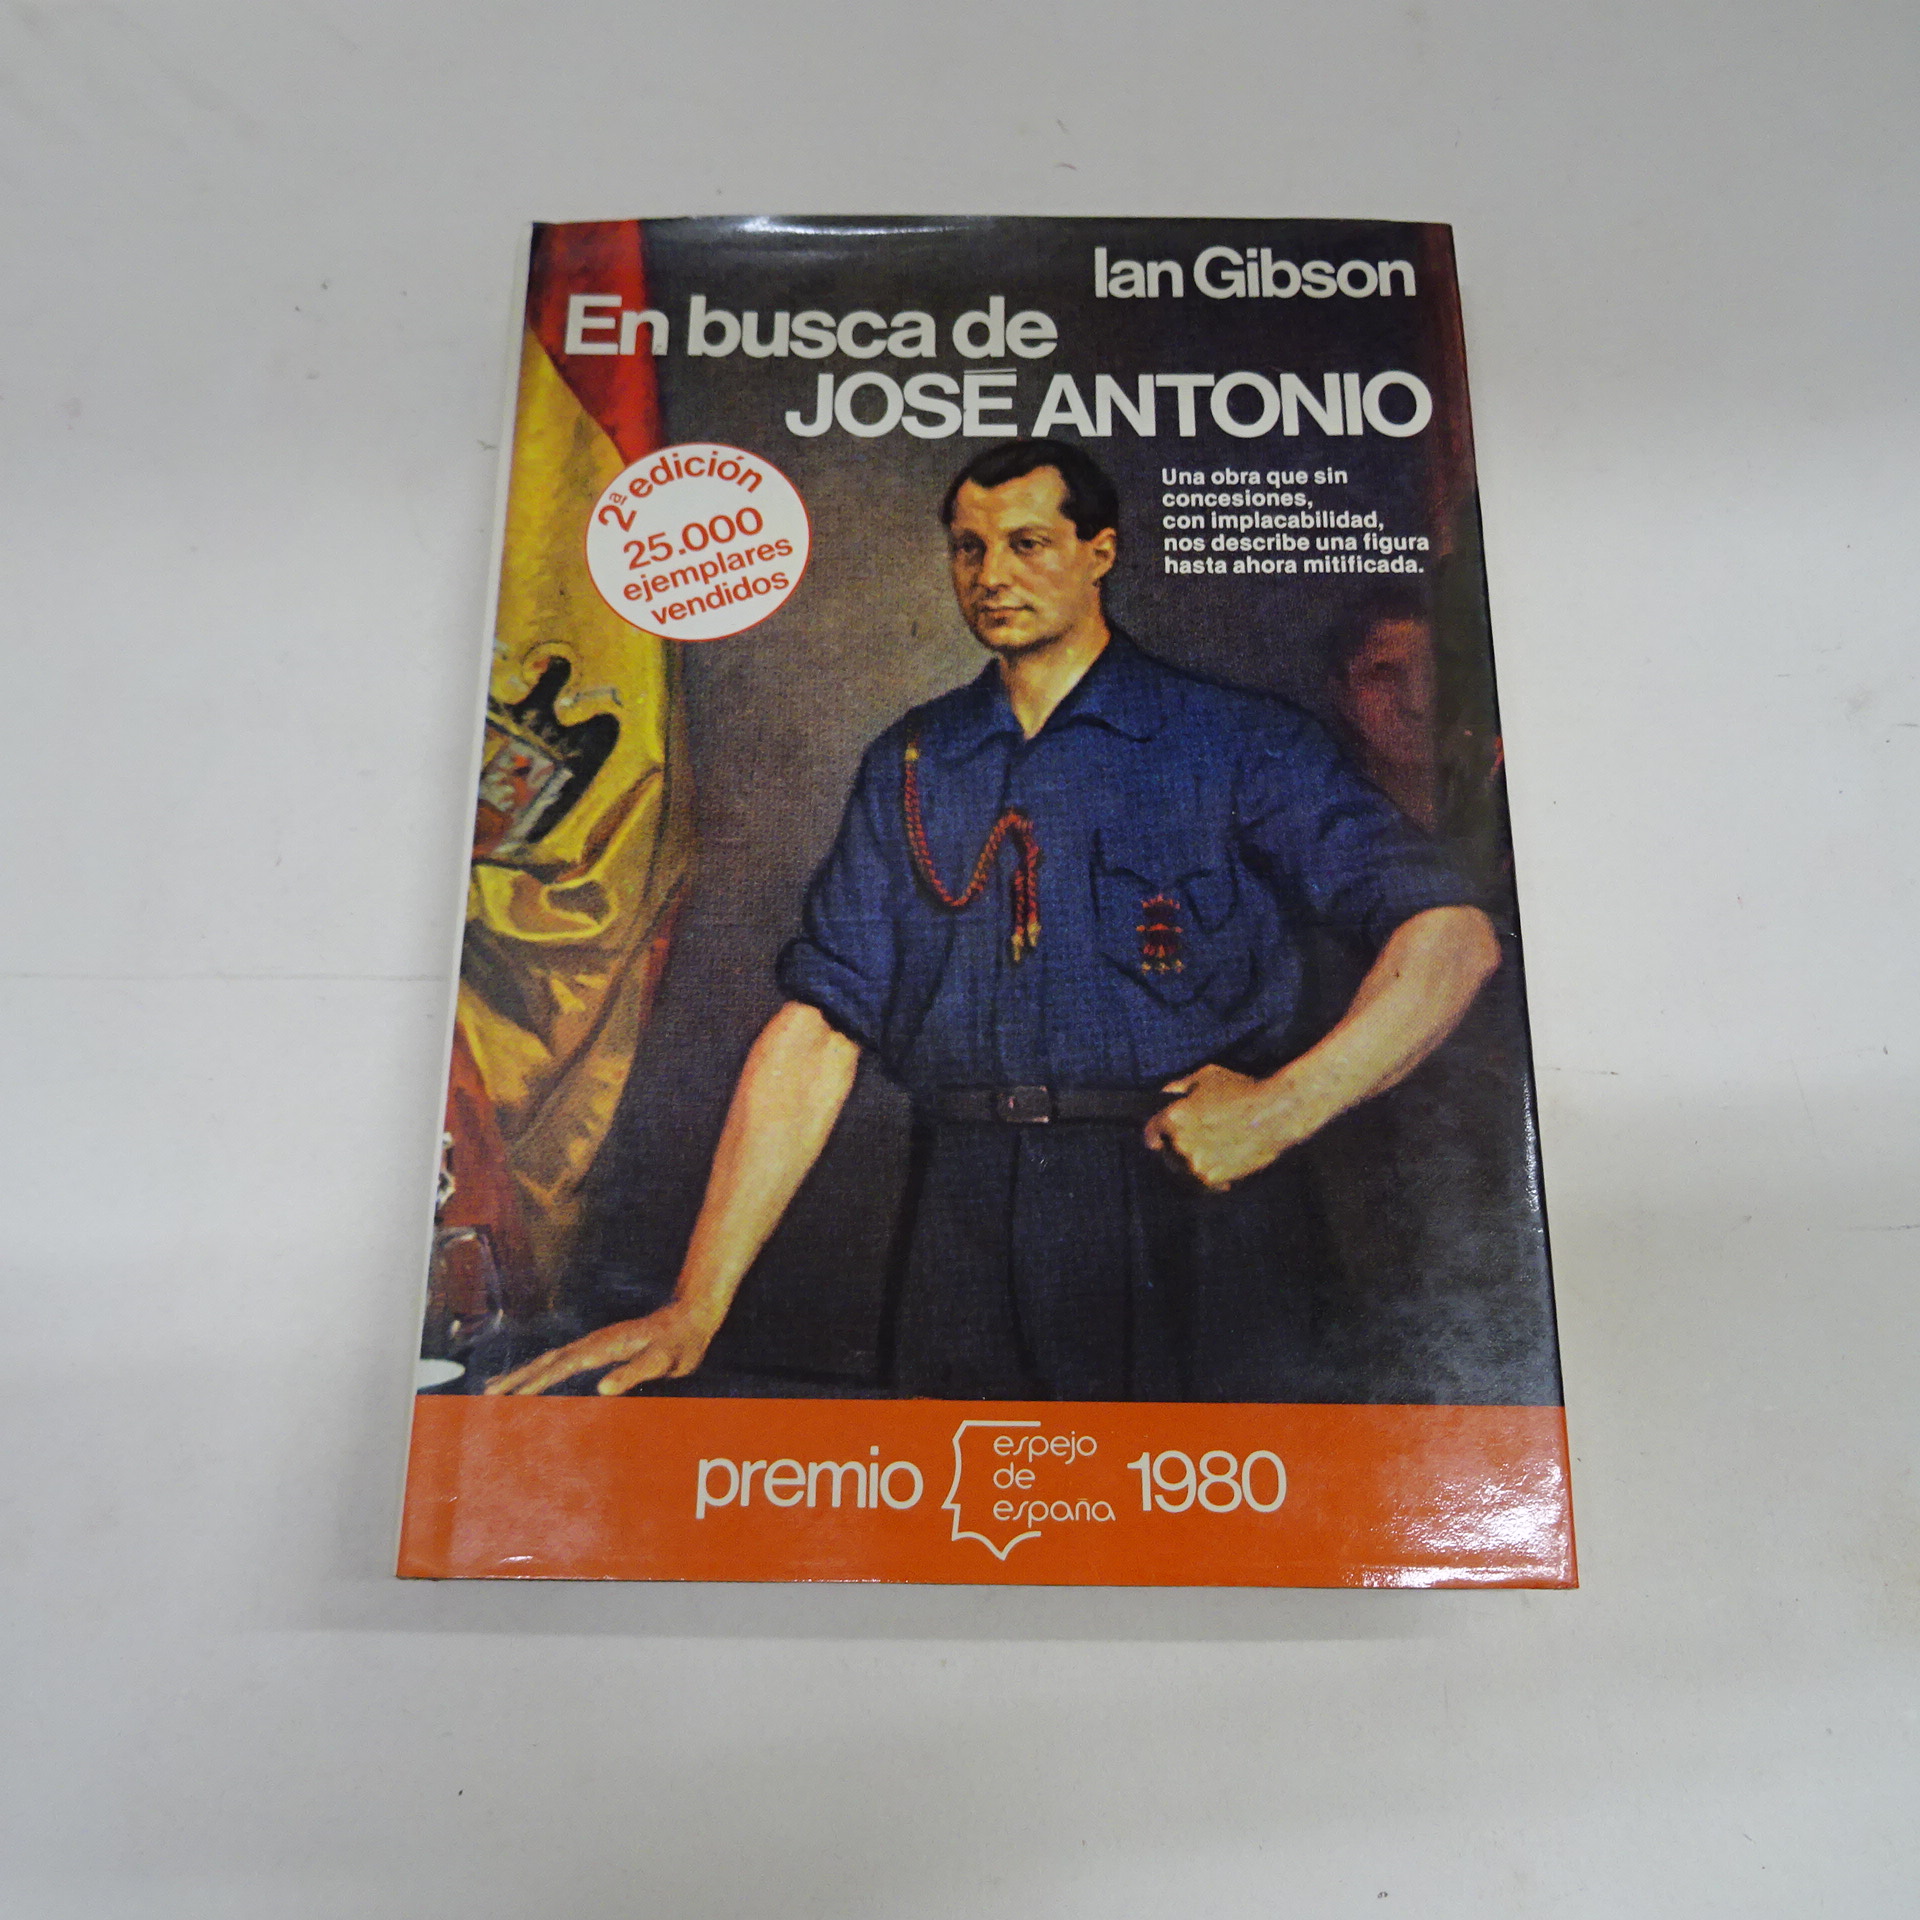 Ian Gibson
En busca de
JOSÉ ANTONIO
2ª edición
25.000
ejemplares
vendidos
Una obra que sin
concesiones,
con implacabilidad,
nos describe una figura
hasta ahora mitificada.
premio
espejo
de
españa
1980